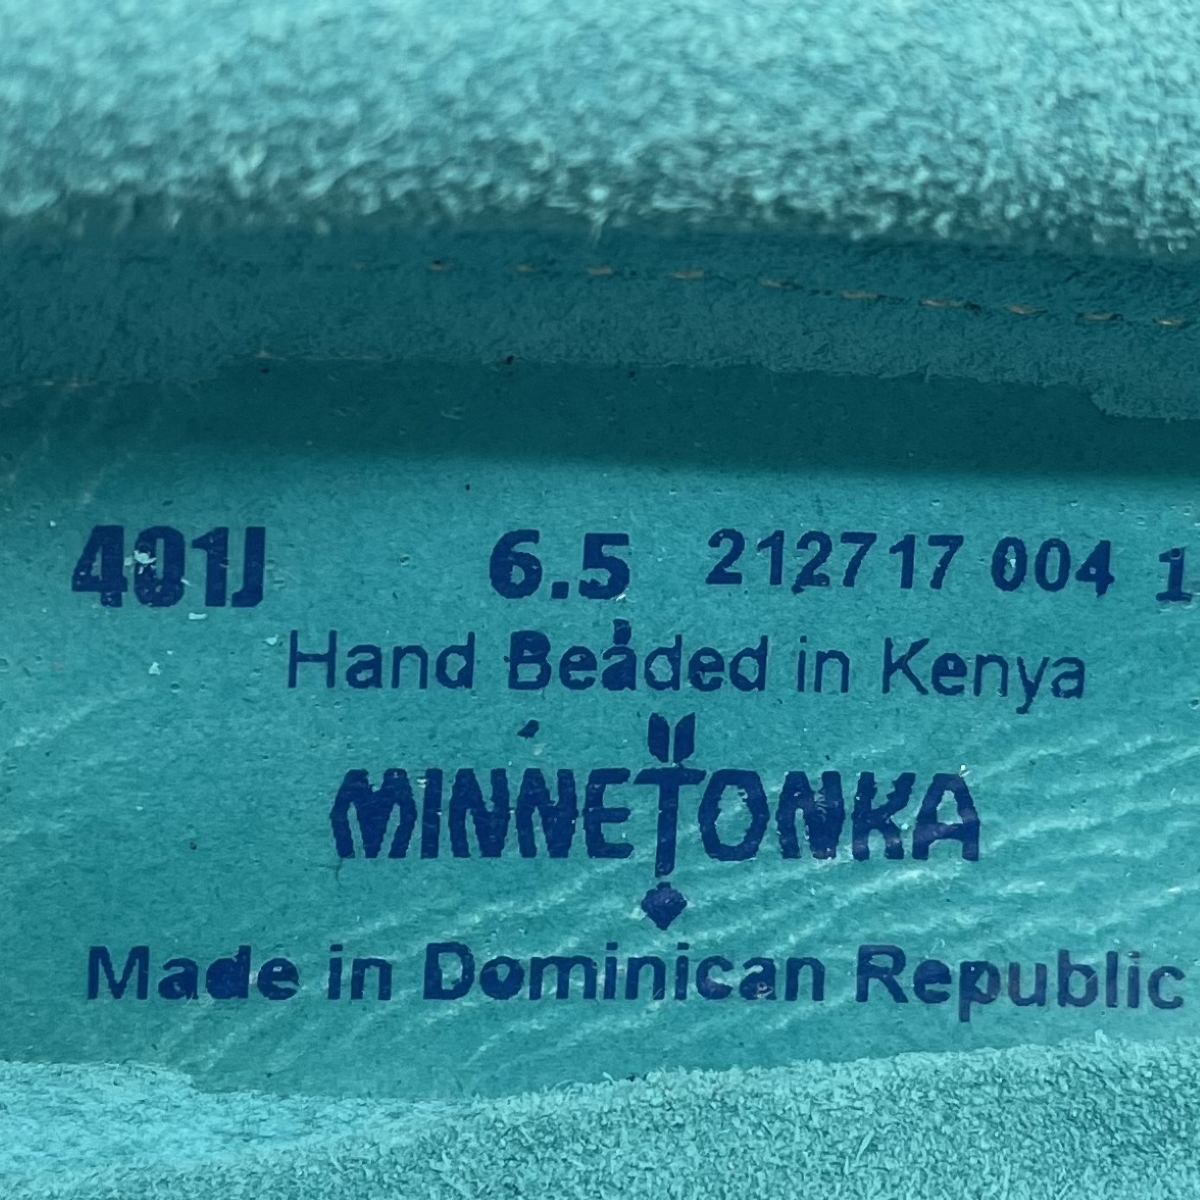 401J 6.5 212717 004 1
Hand Beaded in Kenya
MINNETONKA
Made in Dominican Republic